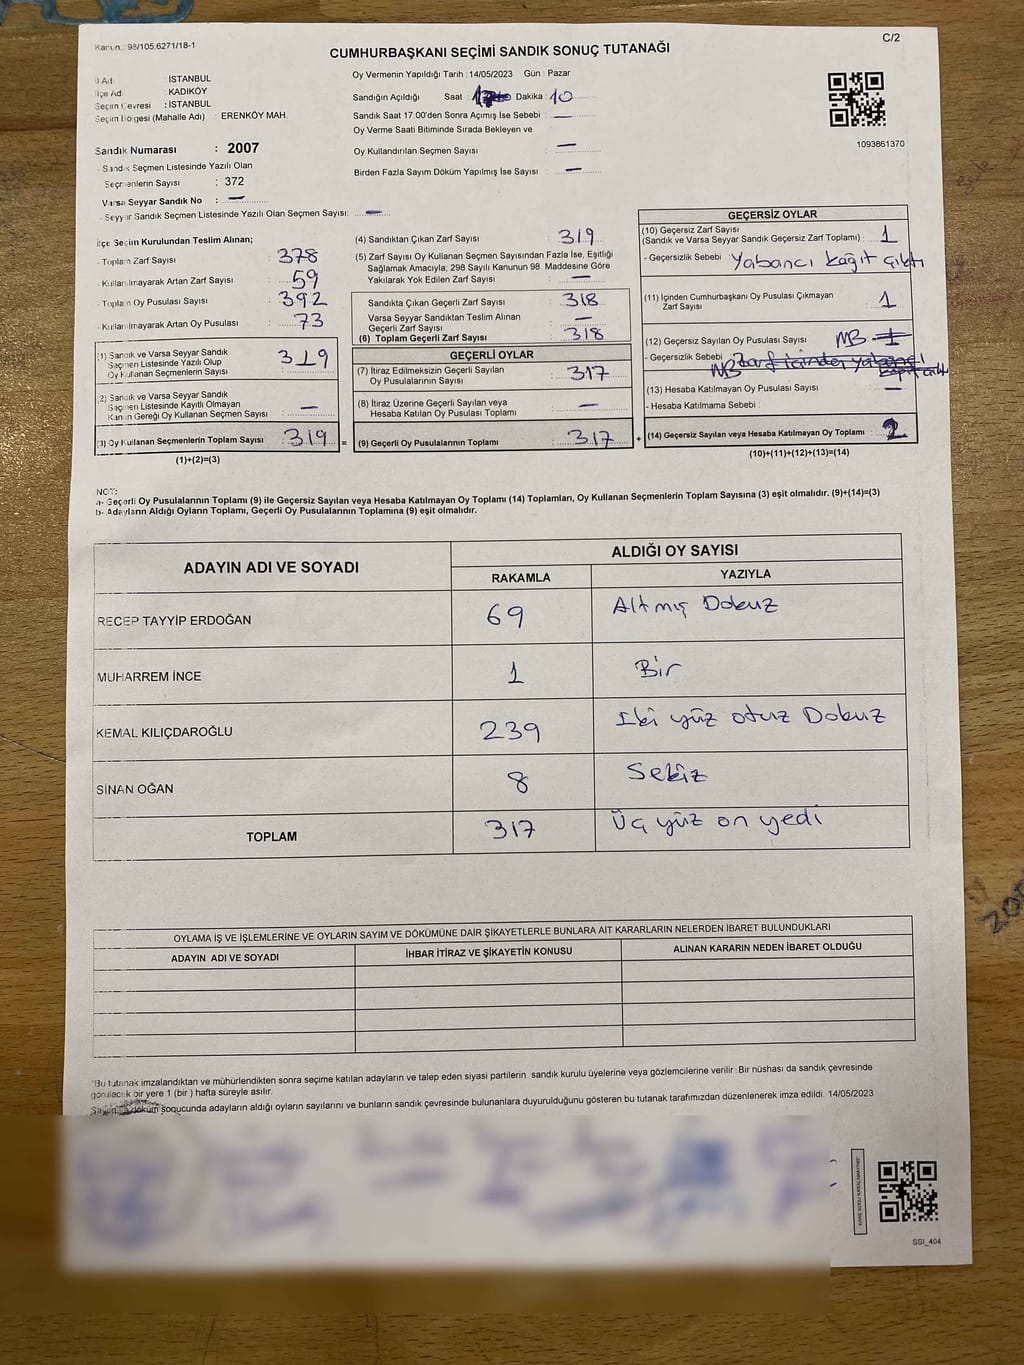 Kanun : 98/105,6271/18-1
C/2
CUMHURBAŞKANI SEÇİMİ SANDIK SONUÇ TUTANAĞI
İl Adı : İSTANBUL
İlçe Adı : KADIKÖY
Seçim Çevresi : İSTANBUL
Seçim Bölgesi (Mahalle Adı) : ERENKÖY MAH.
Oy Vermenin Yapıldığı Tarih : 14/05/2023 Gün : Pazar
Sandığın Açıldığı Saat : Dakika : 10
Sandık Saat 17.00'den Sonra Açımış İse Sebebi : —
Oy Verme Saati Bitiminde Sırada Bekleyen ve
Oy Kullandırılan Seçmen Sayısı : —
Birden Fazla Sayım Döküm Yapılmış İse Sayısı : —
1093861370
Sandık Numarası : 2007
- Sandık Seçmen Listesinde Yazılı Olan
Seçmenlerin Sayısı : 372
Varsa Seyyar Sandık No : —
- Seyyar Sandık Seçmen Listesinde Yazılı Olan Seçmen Sayısı: —
İlçe Seçim Kurulundan Teslim Alınan;
- Toplam Zarf Sayısı : 378
- Kullanılmayarak Artan Zarf Sayısı : 59
- Toplam Oy Pusulası Sayısı : 392
- Kullanılmayarak Artan Oy Pusulası : 73
(1) Sandık ve Varsa Seyyar Sandık
Seçmen Listesinde Yazılı Olup
Oy Kullanan Seçmenlerin Sayısı : 319
(2) Sandık ve Varsa Seyyar Sandık
Seçmen Listesinde Kayıtlı Olmayan
Kanun Gereği Oy Kullanan Seçmen Sayısı : —
(3) Oy Kullanan Seçmenlerin Toplam Sayısı : 319 =
(1)+(2)=(3)
(4) Sandıktan Çıkan Zarf Sayısı : 319
(5) Zarf Sayısı Oy Kullanan Seçmen Sayısından Fazla İse, Eşitliği
Sağlamak Amacıyla; 298 Sayılı Kanunun 98. Maddesine Göre
Yakılarak Yok Edilen Zarf Sayısı : —
Sandıkta Çıkan Geçerli Zarf Sayısı : 318
Varsa Seyyar Sandıktan Teslim Alınan
Geçerli Zarf Sayısı : —
(6) Toplam Geçerli Zarf Sayısı : 318
GEÇERLİ OYLAR
(7) İtiraz Edilmeksizin Geçerli Sayılan
Oy Pusulalarının Sayısı : 317
(8) İtiraz Üzerine Geçerli Sayılan veya
Hesaba Katılan Oy Pusulası Toplamı : —
(9) Geçerli Oy Pusulalarının Toplamı : 317 +
GEÇERSİZ OYLAR
(10) Geçersiz Zarf Sayısı
(Sandık ve Varsa Seyyar Sandık Geçersiz Zarf Toplamı) : 1
- Geçersizlik Sebebi : Yabancı kağıt çıktı
(11) İçinden Cumhurbaşkanı Oy Pusulası Çıkmayan
Zarf Sayısı : 1
(12) Geçersiz Sayılan Oy Pusulası Sayısı : MB 1
- Geçersizlik Sebebi : MB Zarf içinden yabancı
kağıt çıktı
(13) Hesaba Katılmayan Oy Pusulası Sayısı : —
- Hesaba Katılmama Sebebi :
(14) Geçersiz Sayılan veya Hesaba Katılmayan Oy Toplamı : 2
(10)+(11)+(12)+(13)=(14)
NOT:
a- Geçerli Oy Pusulalarının Toplamı (9) ile Geçersiz Sayılan veya Hesaba Katılmayan Oy Toplamı (14) Toplamları, Oy Kullanan Seçmenlerin Toplam Sayısına (3) eşit olmalıdır. (9)+(14)=(3)
b- Adayların Aldığı Oyların Toplamı, Geçerli Oy Pusulalarının Toplamına (9) eşit olmalıdır.
ADAYIN ADI VE SOYADI
ALDIĞI OY SAYISI
RAKAMLA YAZIYLA
RECEP TAYYİP ERDOĞAN 69 Altmış Dokuz
MUHARREM İNCE 1 Bir
KEMAL KILIÇDAROĞLU 239 İki yüz otuz Dokuz
SİNAN OĞAN 8 Sekiz
TOPLAM 317 Üç yüz on yedi
OYLAMA İŞ VE İŞLEMLERİNE VE OYLARIN SAYIM VE DÖKÜMÜNE DAİR ŞİKAYETLERLE BUNLARA AİT KARARLARIN NELERDEN İBARET BULUNDUKLARI
ADAYIN ADI VE SOYADI İHBAR İTİRAZ VE ŞİKAYETİN KONUSU ALINAN KARARIN NEDEN İBARET OLDUĞU
"Bu tutanak imzalandıktan ve mühürlendikten sonra seçime katılan adayların ve talep eden siyasi partilerin sandık kurulu üyelerine veya gözlemcilerine verilir. Bir nüshası da sandık çevresinde
görülecek bir yere 1 (bir ) hafta süreyle asılır.
Sayım döküm sonucunda adayların aldığı oyların sayılarını ve bunların sandık çevresinde bulunanlara duyurulduğunu gösteren bu tutanak tarafımızdan düzenlenerek imza edildi. 14/05/2023
KARE KODU KARALAMAYINIZ!
SSI_404